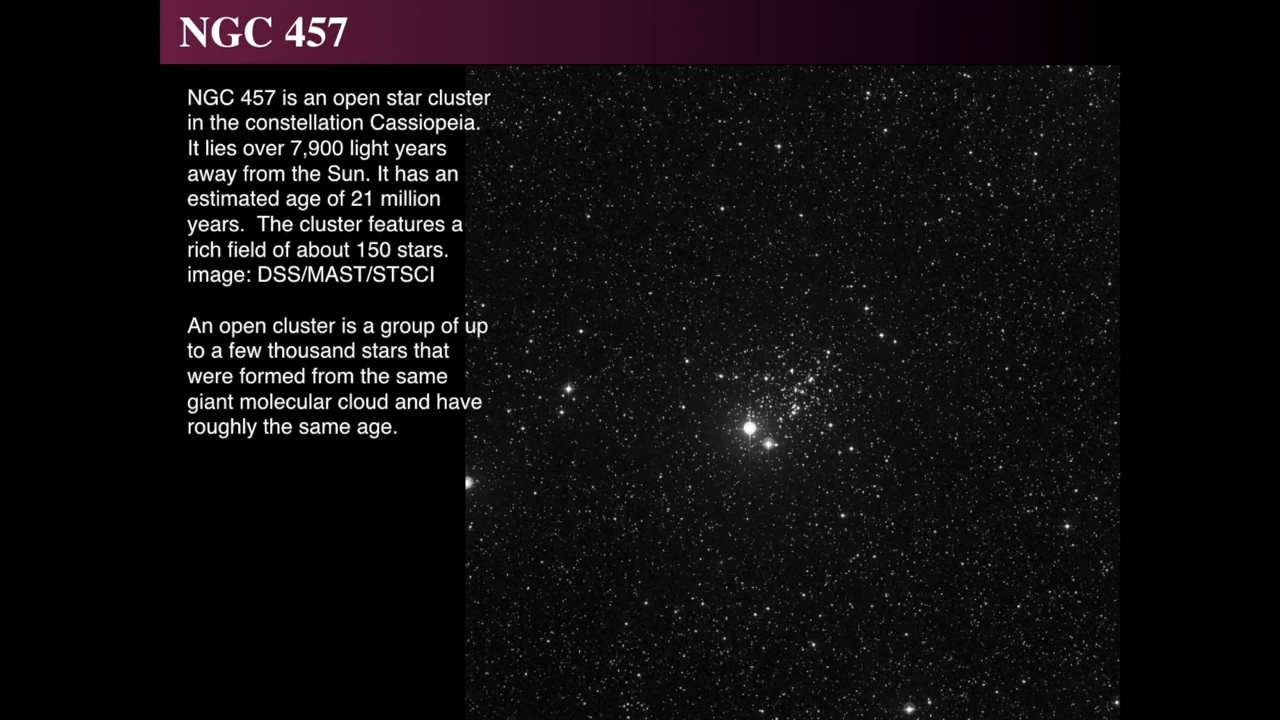 NGC 457
NGC 457 is an open star cluster
in the constellation Cassiopeia.
It lies over 7,900 light years
away from the Sun. It has an
estimated age of 21 million
years.  The cluster features a
rich field of about 150 stars.
image: DSS/MAST/STSCI
An open cluster is a group of up
to a few thousand stars that
were formed from the same
giant molecular cloud and have
roughly the same age.